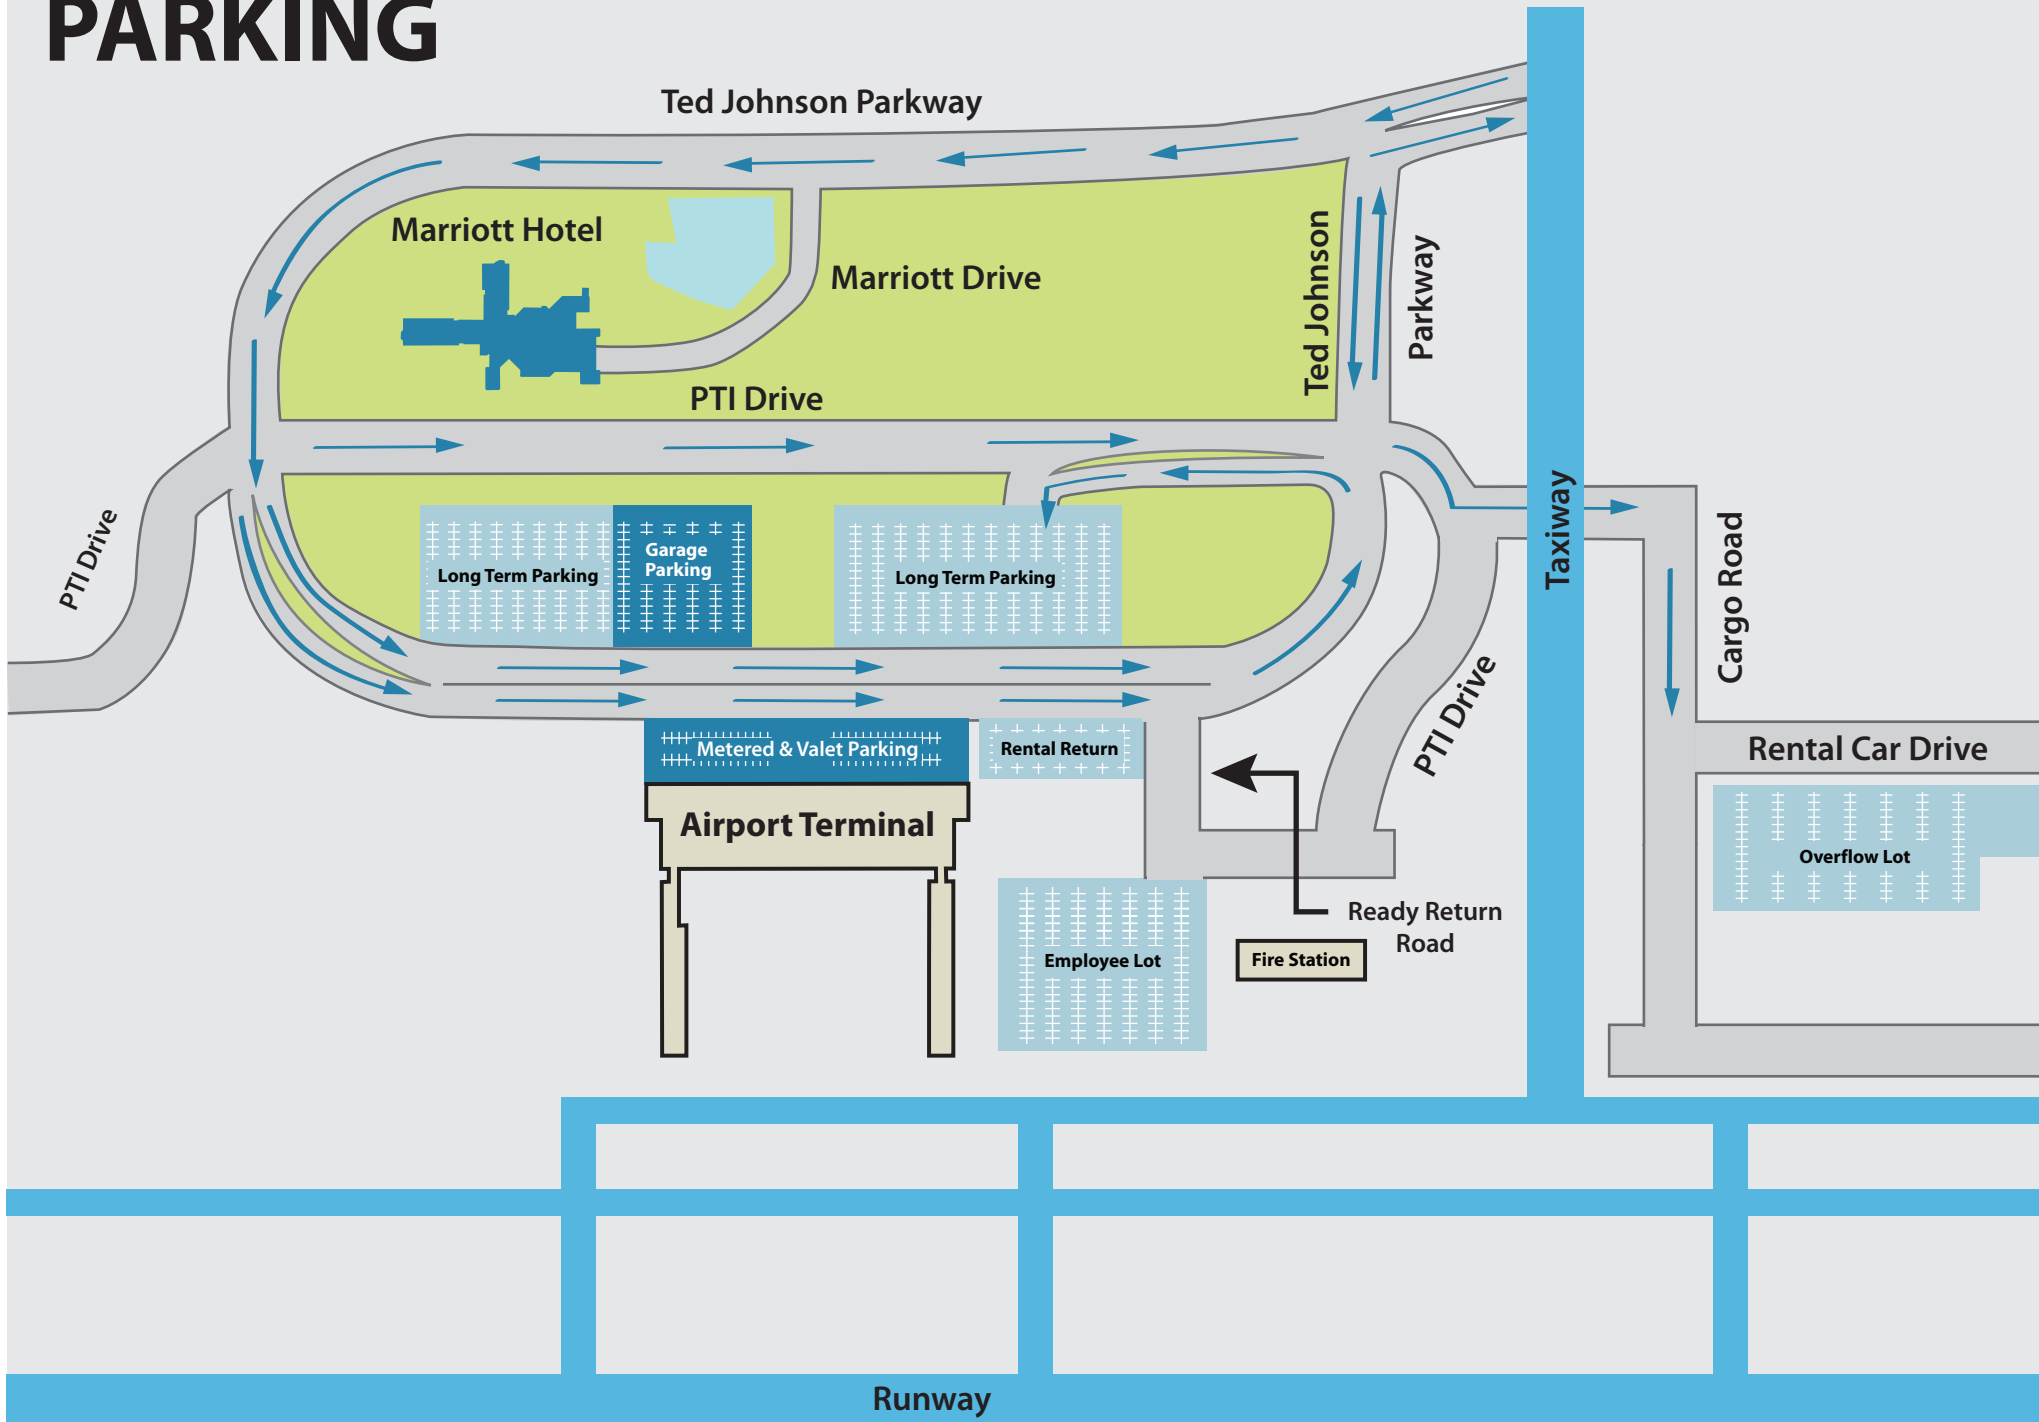 PARKING
Ted Johnson Parkway
Marriott Hotel
Marriott Drive
Ted Johnson
Parkway
PTI Drive
PTI Drive
Long Term Parking
Garage
Parking
Long Term Parking
Taxiway
Cargo Road
PTI Drive
Metered & Valet Parking
Rental Return
Rental Car Drive
Airport Terminal
Overflow Lot
Ready Return
Road
Employee Lot
Fire Station
Runway